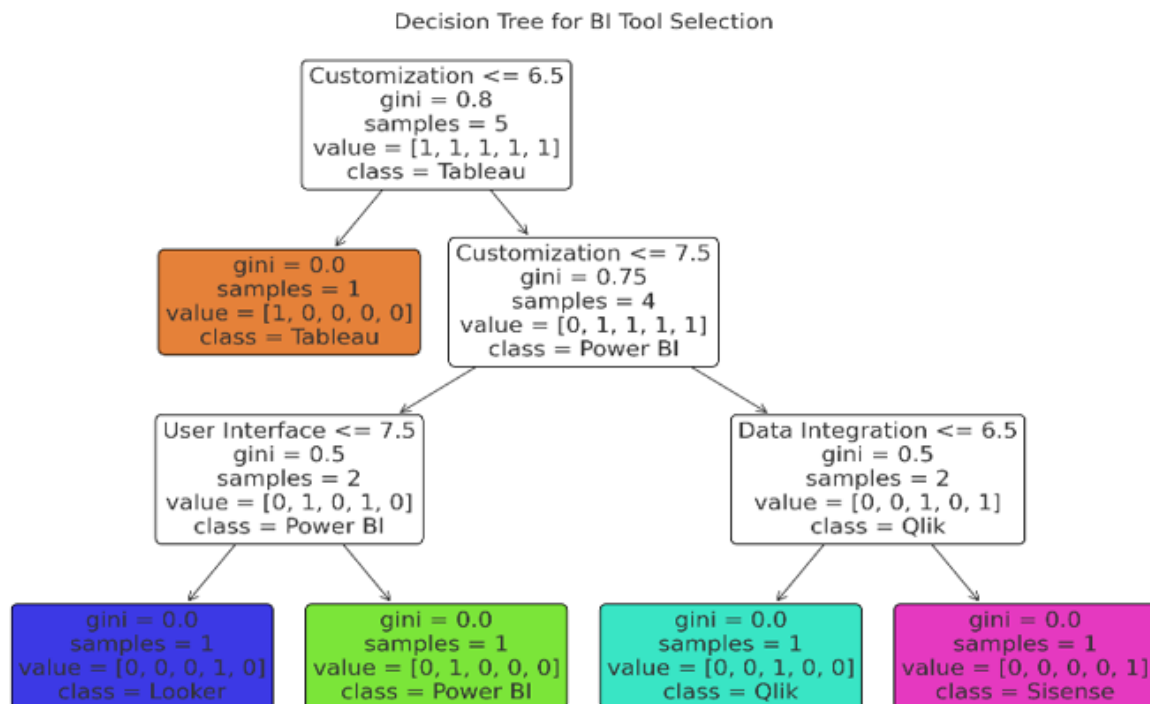 Decision Tree for BI Tool Selection
Customization <= 6.5
gini = 0.8
samples = 5
value = [1, 1, 1, 1, 1]
class = Tableau
gini = 0.0
samples = 1
value = [1, 0, 0, 0, 0]
class = Tableau
Customization <= 7.5
gini = 0.75
samples = 4
value = [0, 1, 1, 1, 1]
class = Power BI
User Interface <= 7.5
gini = 0.5
samples = 2
value = [0, 1, 0, 1, 0]
class = Power BI
Data Integration <= 6.5
gini = 0.5
samples = 2
value = [0, 0, 1, 0, 1]
class = Qlik
gini = 0.0
samples = 1
value = [0, 0, 0, 1, 0]
class = Looker
gini = 0.0
samples = 1
value = [0, 1, 0, 0, 0]
class = Power BI
gini = 0.0
samples = 1
value = [0, 0, 1, 0, 0]
class = Qlik
gini = 0.0
samples = 1
value = [0, 0, 0, 0, 1]
class = Sisense